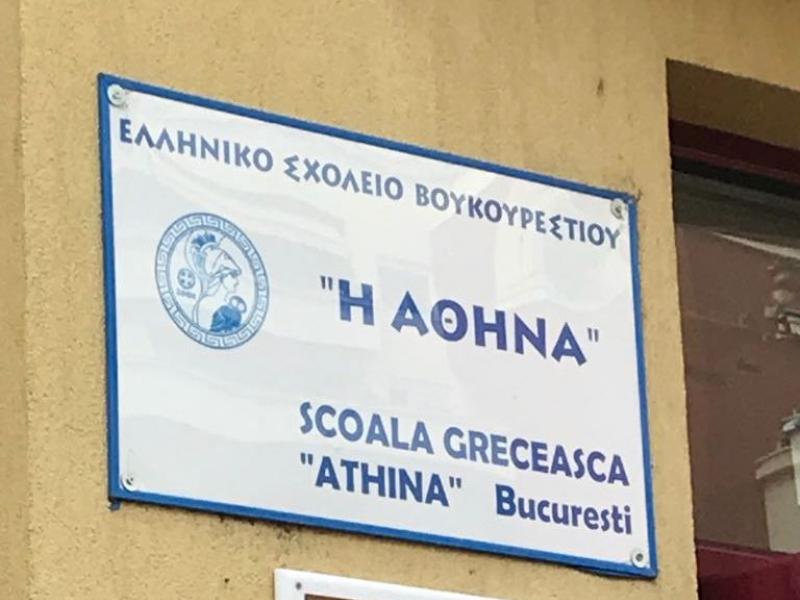 ΕΛΛΗΝΙΚΟ ΣΧΟΛΕΙΟ ΒΟΥΚΟΥΡΕΣΤΙΟΥ
"Η ΑΘΗΝΑ"
SCOALA GRECEASCA
"ATHINA" Bucuresti